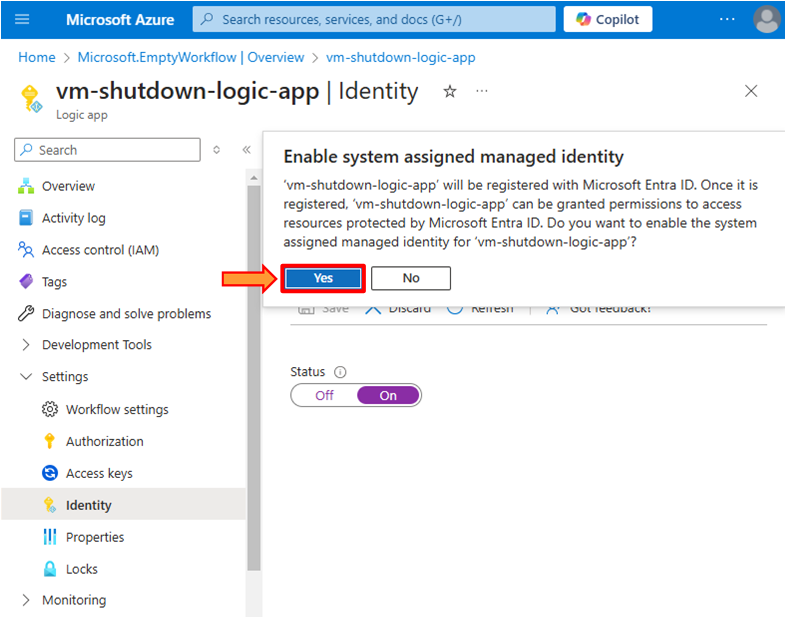 Microsoft Azure
Search resources, services, and docs (G+/)
Copilot
...
Home > Microsoft.EmptyWorkflow | Overview > vm-shutdown-logic-app
vm-shutdown-logic-app | Identity
...
Logic app
Search
Overview
Activity log
Access control (IAM)
Tags
Diagnose and solve problems
Development Tools
Settings
Workflow settings
Authorization
Access keys
Identity
Properties
Locks
Monitoring
Enable system assigned managed identity
'vm-shutdown-logic-app' will be registered with Microsoft Entra ID. Once it is
registered, 'vm-shutdown-logic-app' can be granted permissions to access
resources protected by Microsoft Entra ID. Do you want to enable the system
assigned managed identity for 'vm-shutdown-logic-app'?
Yes
No
Save
Discard
Refresh
Got feedback?
Status
Off
On